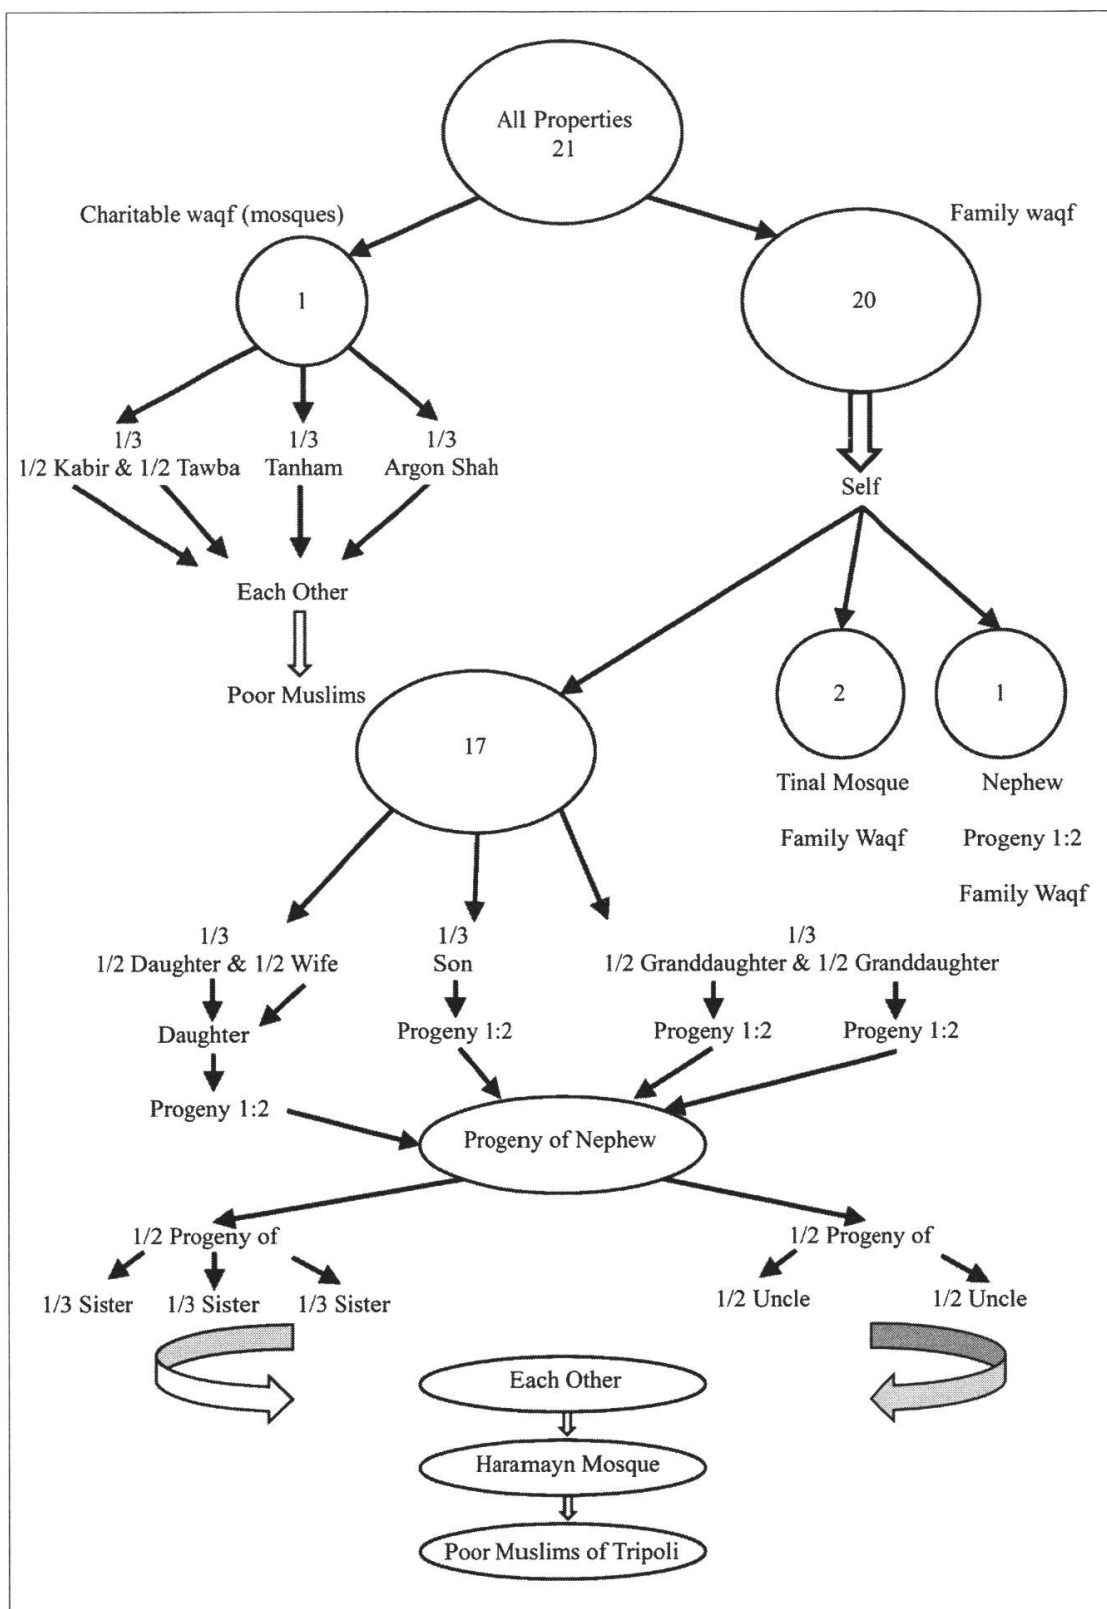 All Properties
21
Charitable waqf (mosques)
Family waqf
1
20
1/3
1/2 Kabir & 1/2 Tawba
1/3
Tanham
1/3
Argon Shah
Self
Each Other
Poor Muslims
17
2
1
Tinal Mosque
Nephew
Family Waqf
Progeny 1:2
Family Waqf
1/3
1/2 Daughter & 1/2 Wife
1/3
Son
1/3
1/2 Granddaughter & 1/2 Granddaughter
Daughter
Progeny 1:2
Progeny 1:2
Progeny 1:2
Progeny 1:2
Progeny of Nephew
1/2 Progeny of
1/2 Progeny of
1/3 Sister
1/3 Sister
1/3 Sister
1/2 Uncle
1/2 Uncle
Each Other
Haramayn Mosque
Poor Muslims of Tripoli